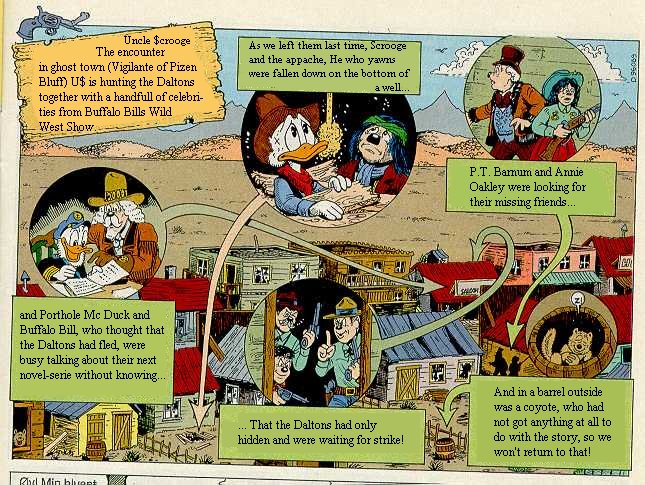 Uncle $crooge
The encounter
in ghost town (Vigilante of Pizen
Bluff) U$ is hunting the Daltons
together with a handfull of celebri-
ties from Buffalo Bills Wild
West Show.
As we left them last time, Scrooge
and the appache, He who yawns
were fallen down on the bottom of
a well...
P.T. Barnum and Annie
Oakley were looking for
their missing friends...
and Porthole Mc Duck and
Buffalo Bill, who thought that
the Daltons had fled, were
busy talking about their next
novel-serie without knowing...
... That the Daltons had only
hidden and were waiting for strike!
And in a barrel outside
was a coyote, who had
not got anything at all to
do with the story, so we
won't return to that!
SALOON
Z!
D 96089